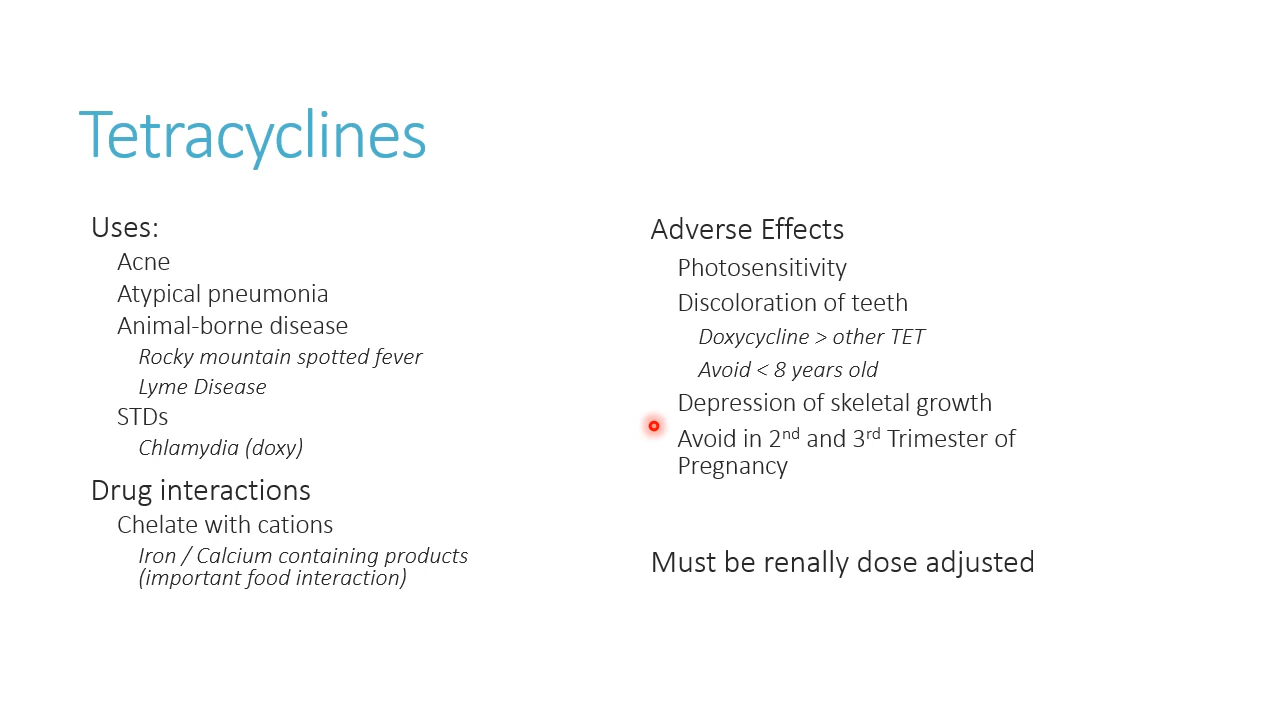 Tetracyclines
Uses:
Acne
Atypical pneumonia
Animal-borne disease
Rocky mountain spotted fever
Lyme Disease
STDs
Chlamydia (doxy)
Drug interactions
Chelate with cations
Iron / Calcium containing products
(important food interaction)
Adverse Effects
Photosensitivity
Discoloration of teeth
Doxycycline > other TET
Avoid < 8 years old
Depression of skeletal growth
Avoid in 2nd and 3rd Trimester of
Pregnancy
Must be renally dose adjusted